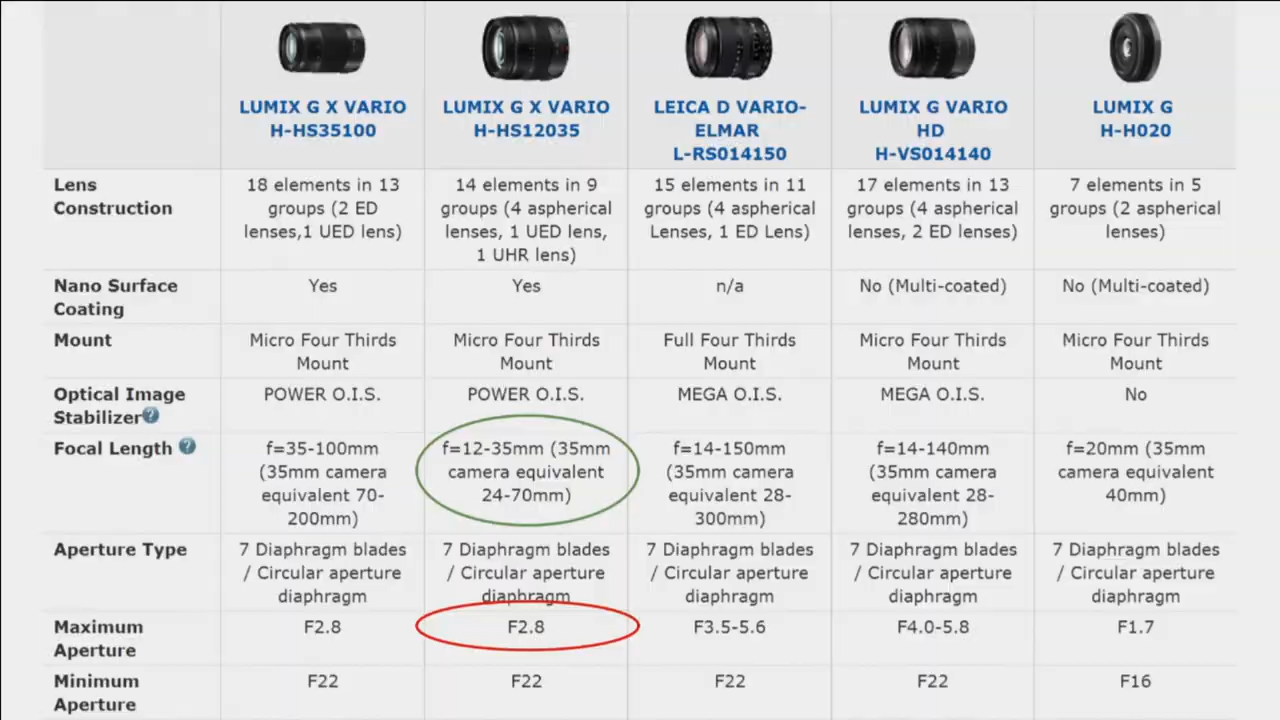 LUMIX G X VARIO
H-HS35100
LUMIX G X VARIO
H-HS12035
LEICA D VARIO-
ELMAR
L-RS014150
LUMIX G VARIO
HD
H-VS014140
LUMIX G
H-H020
Lens
Construction
18 elements in 13
groups (2 ED
lenses,1 UED lens)
14 elements in 9
groups (4 aspherical
lenses, 1 UED lens,
1 UHR lens)
15 elements in 11
groups (4 aspherical
Lenses, 1 ED Lens)
17 elements in 13
groups (4 aspherical
lenses, 2 ED lenses)
7 elements in 5
groups (2 aspherical
lenses)
Nano Surface
Coating
Yes
Yes
n/a
No (Multi-coated)
No (Multi-coated)
Mount
Micro Four Thirds
Mount
Micro Four Thirds
Mount
Full Four Thirds
Mount
Micro Four Thirds
Mount
Micro Four Thirds
Mount
Optical Image
Stabilizer?
POWER O.I.S.
POWER O.I.S.
MEGA O.I.S.
MEGA O.I.S.
No
Focal Length ?
f=35-100mm
(35mm camera
equivalent 70-
200mm)
f=12-35mm (35mm
camera equivalent
24-70mm)
f=14-150mm
(35mm camera
equivalent 28-
300mm)
f=14-140mm
(35mm camera
equivalent 28-
280mm)
f=20mm (35mm
camera equivalent
40mm)
Aperture Type
7 Diaphragm blades
/ Circular aperture
diaphragm
7 Diaphragm blades
/ Circular aperture
diaphragm
7 Diaphragm blades
/ Circular aperture
diaphragm
7 Diaphragm blades
/ Circular aperture
diaphragm
7 Diaphragm blades
/ Circular aperture
diaphragm
Maximum
Aperture
F2.8
F2.8
F3.5-5.6
F4.0-5.8
F1.7
Minimum
Aperture
F22
F22
F22
F22
F16